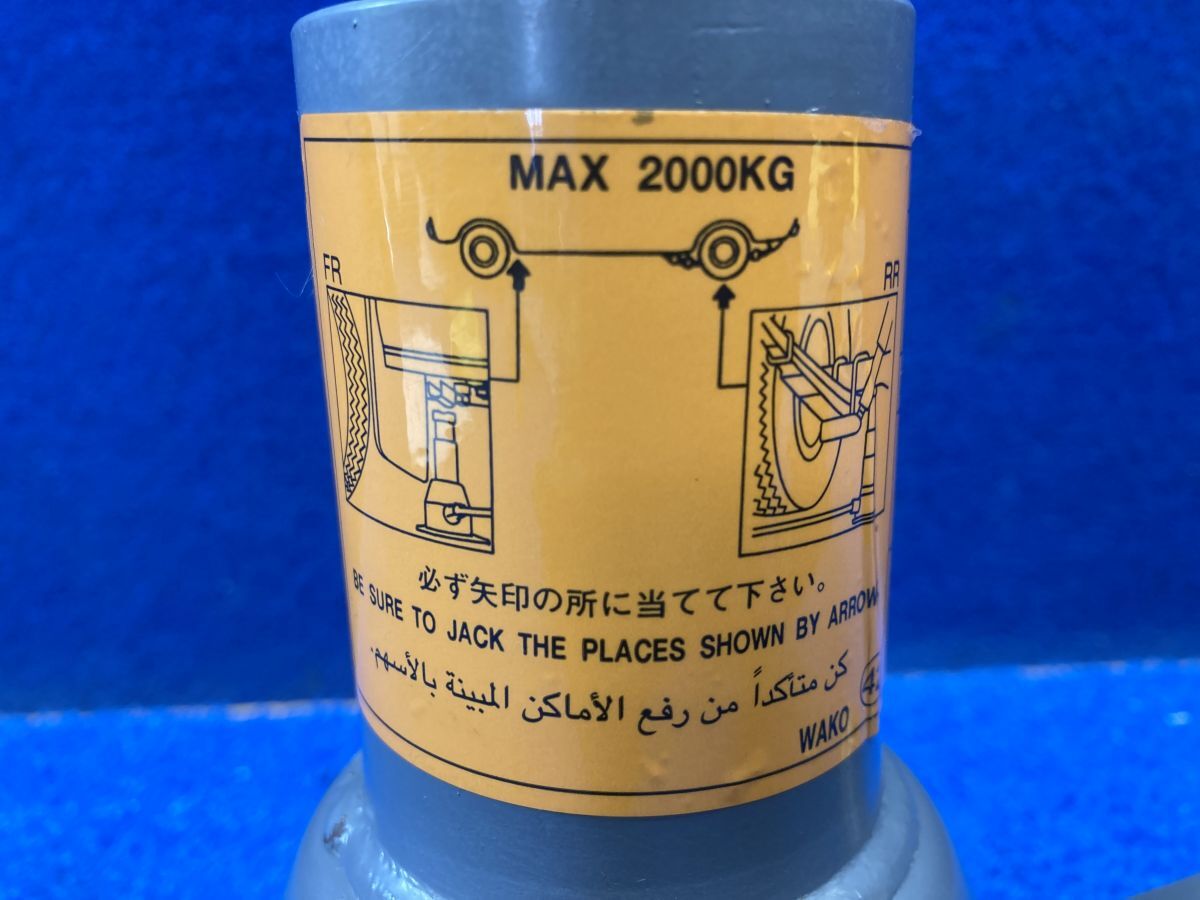 MAX 2000KG
FR
RR
必ず矢印の所に当てて下さい。
BE SURE TO JACK THE PLACES SHOWN BY
كن متأكداً من رفع الأماكن المبينة بالأسهم.
WAKO